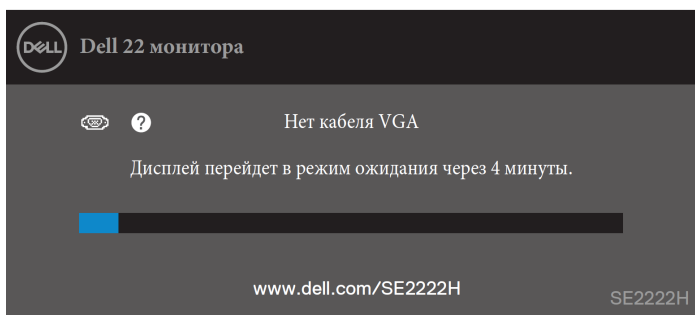 DELL
Dell 22 монитора
? Нет кабеля VGA
Дисплей перейдет в режим ожидания через 4 минуты.
www.dell.com/SE2222H
SE2222H